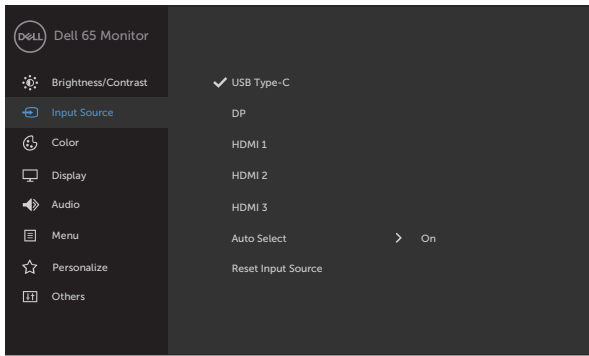 DELL Dell 65 Monitor
Brightness/Contrast
Input Source
Color
Display
Audio
Menu
Personalize
Others
USB Type-C
DP
HDMI 1
HDMI 2
HDMI 3
Auto Select > On
Reset Input Source